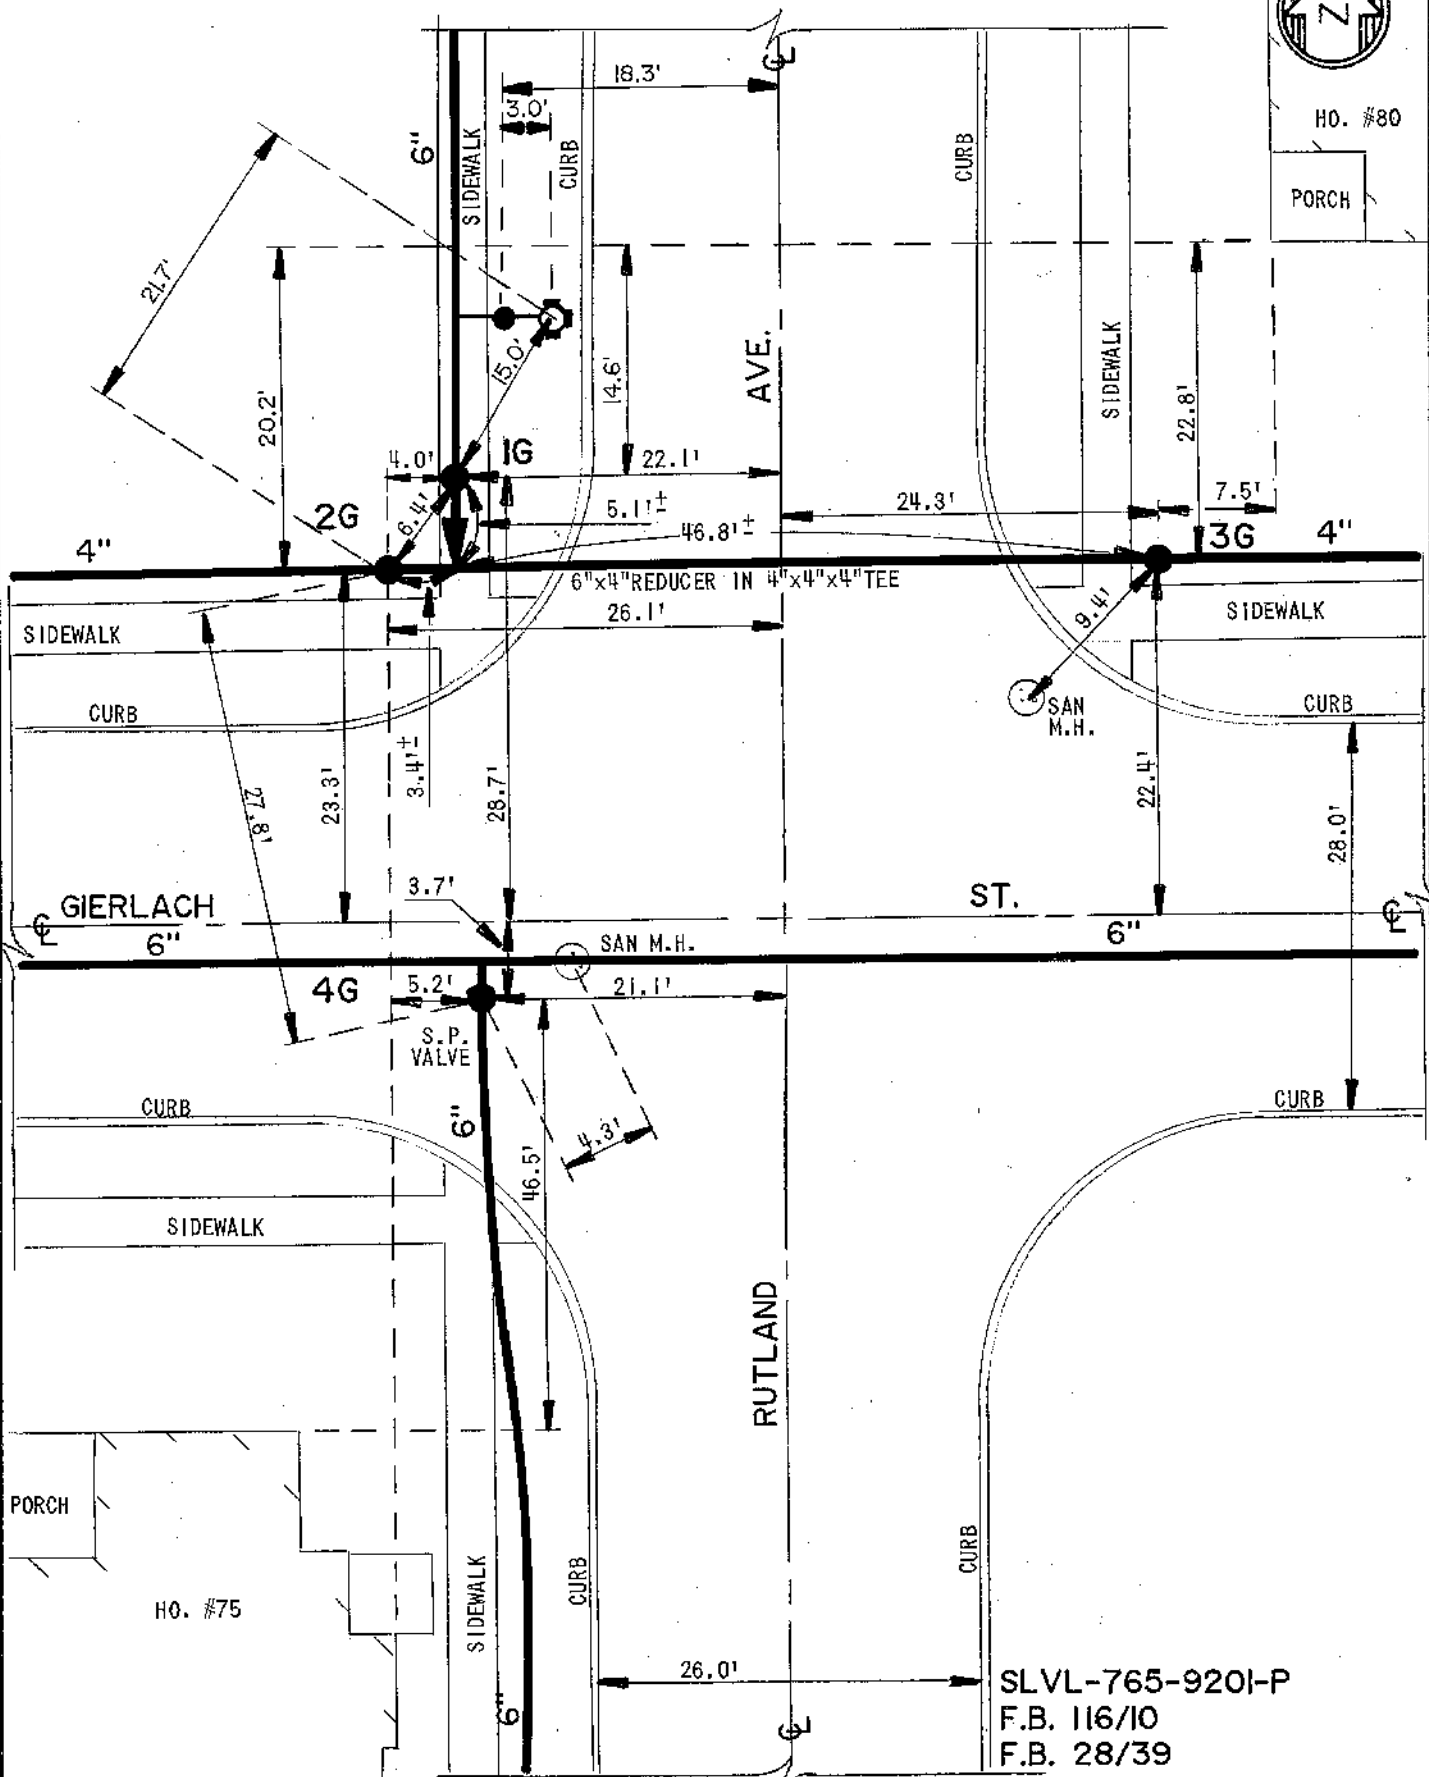 Z
HO. #80
PORCH
℄
18.3'
3.0'
6"
SIDEWALK
CURB
CURB
21.7'
20.2'
15.0'
14.6'
AVE.
SIDEWALK
22.8'
4.0'
1G
22.1'
5.1'±
24.3'
7.5'
2G
6.4'
46.8'±
3G
4"
4"
6"x4"REDUCER IN 4"x4"x4"TEE
26.1'
SIDEWALK
9.4'
SIDEWALK
CURB
SAN
M.H.
CURB
3.4'±
23.3'
27.8'
28.7'
22.4'
28.0'
3.7'
℄
GIERLACH
ST.
℄
6"
SAN M.H.
6"
4G
5.2'
21.1'
S.P.
VALVE
CURB
6"
4.3'
46.5'
CURB
SIDEWALK
RUTLAND
PORCH
HO. #75
SIDEWALK
CURB
CURB
26.0'
6"
℄
SLVL-765-9201-P
F.B. 116/10
F.B. 28/39